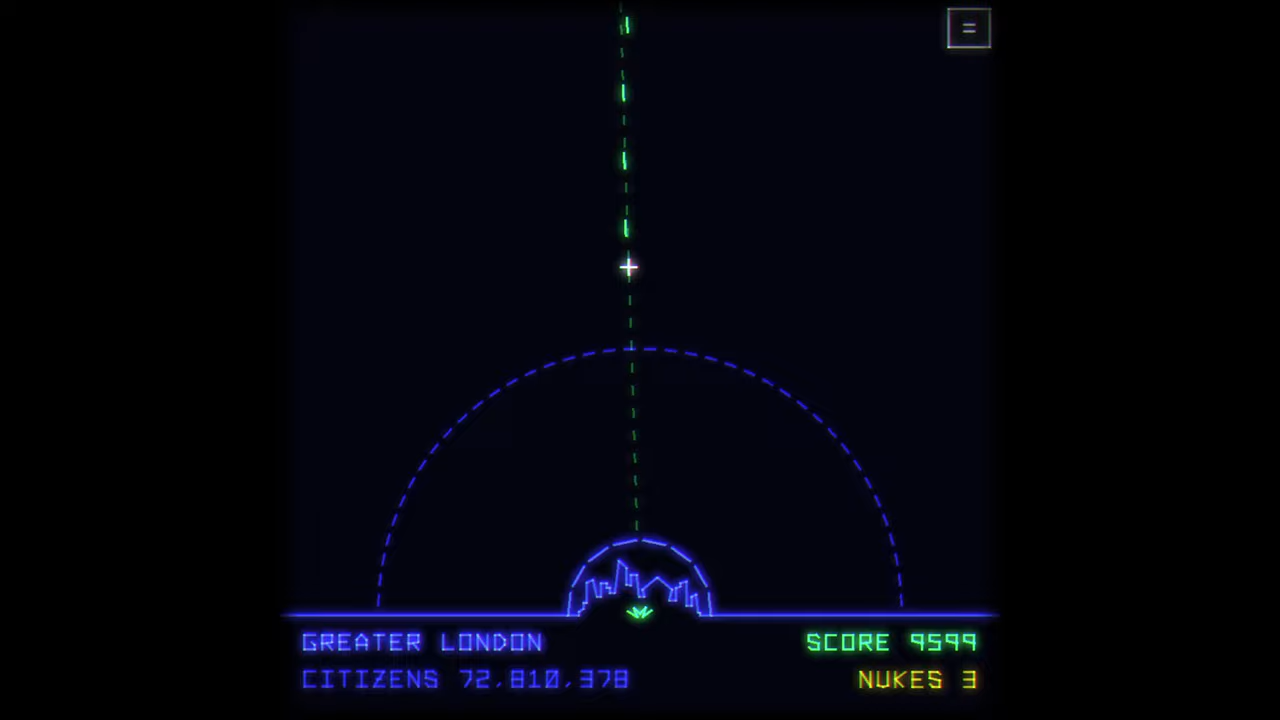 =
GREATER LONDON
SCORE 9599
CITIZENS 72,810,378
NUKES 3